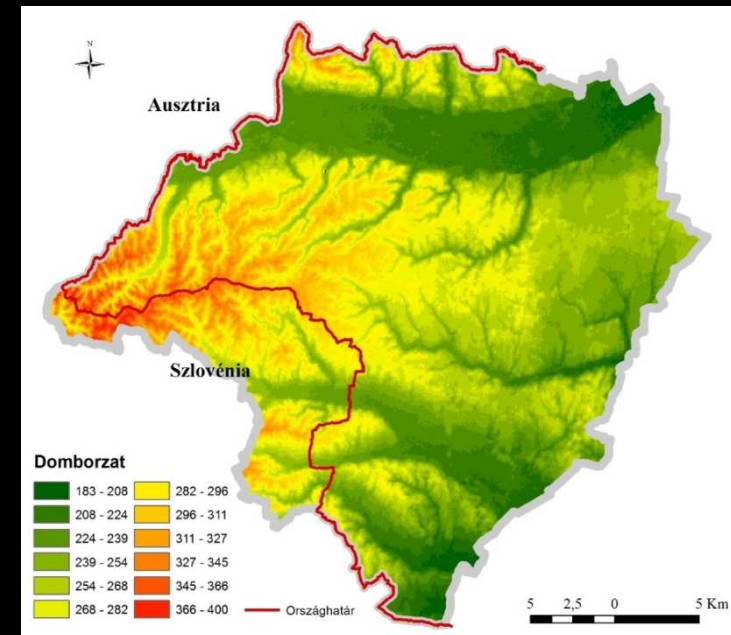 N
Ausztria
Szlovénia
Domborzat
183 - 208
208 - 224
224 - 239
239 - 254
254 - 268
268 - 282
282 - 296
296 - 311
311 - 327
327 - 345
345 - 366
366 - 400
Országhatár
5 2,5 0 5 Km